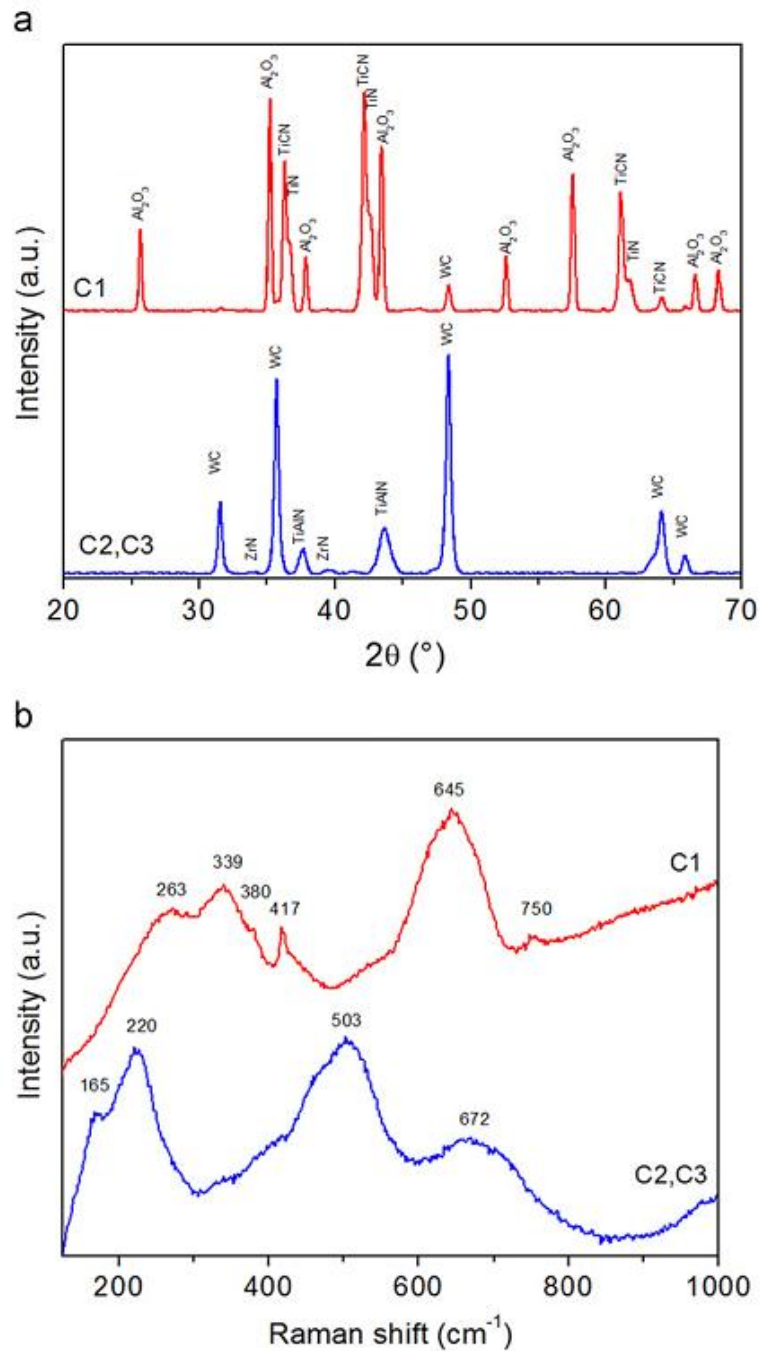 a
Intensity (a.u.)
C1
Al₂O₃
Al₂O₃
TiCN
TiN
Al₂O₃
TiCN
TiN
Al₂O₃
WC
Al₂O₃
Al₂O₃
TiCN
TiN
TiCN
Al₂O₃
Al₂O₃
C2,C3
WC
ZrN
WC
TiAlN
ZrN
TiAlN
WC
WC
WC
20 30 40 50 60 70
2θ (°)
b
Intensity (a.u.)
263
339
380
417
645
750
C1
165
220
503
672
C2,C3
200 400 600 800 1000
Raman shift (cm⁻¹)